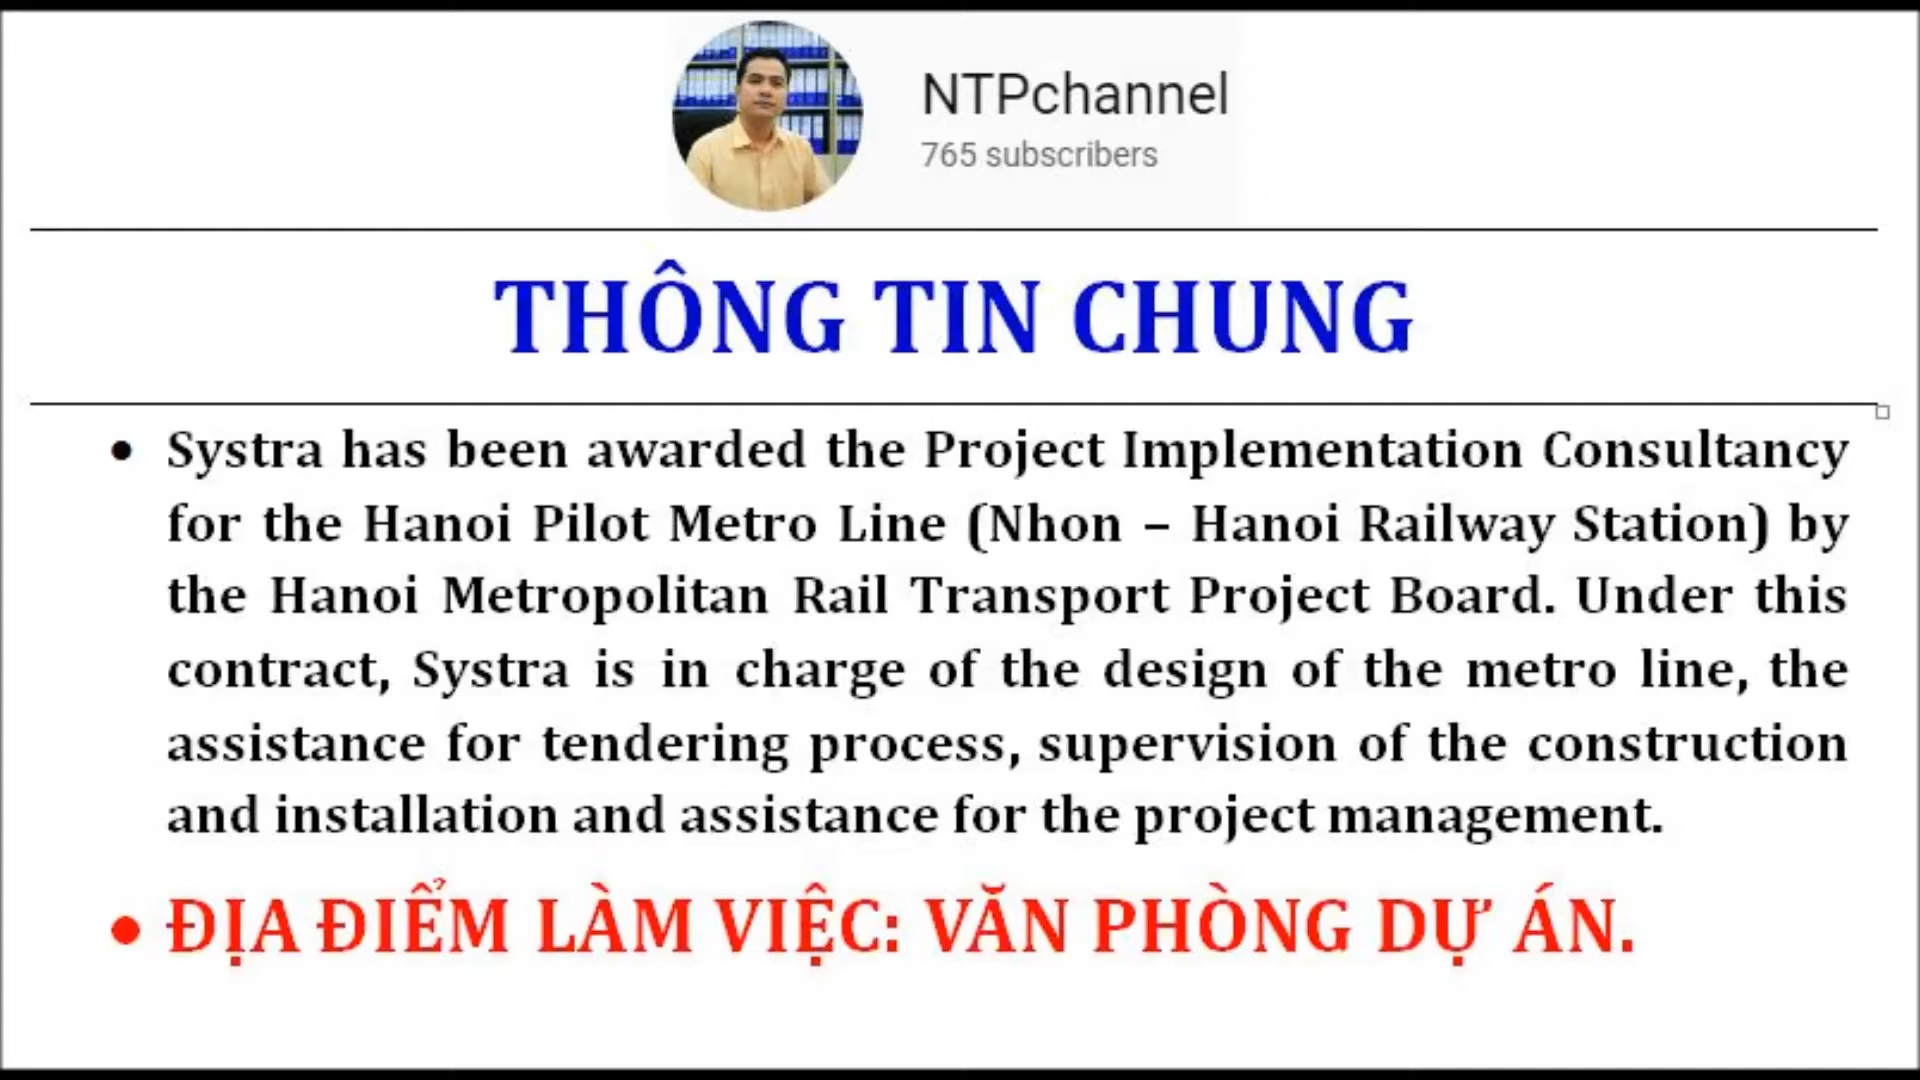 NTPchannel
765 subscribers
THÔNG TIN CHUNG
• Systra has been awarded the Project Implementation Consultancy
for the Hanoi Pilot Metro Line (Nhon – Hanoi Railway Station) by
the Hanoi Metropolitan Rail Transport Project Board. Under this
contract, Systra is in charge of the design of the metro line, the
assistance for tendering process, supervision of the construction
and installation and assistance for the project management.
• ĐỊA ĐIỂM LÀM VIỆC: VĂN PHÒNG DỰ ÁN.